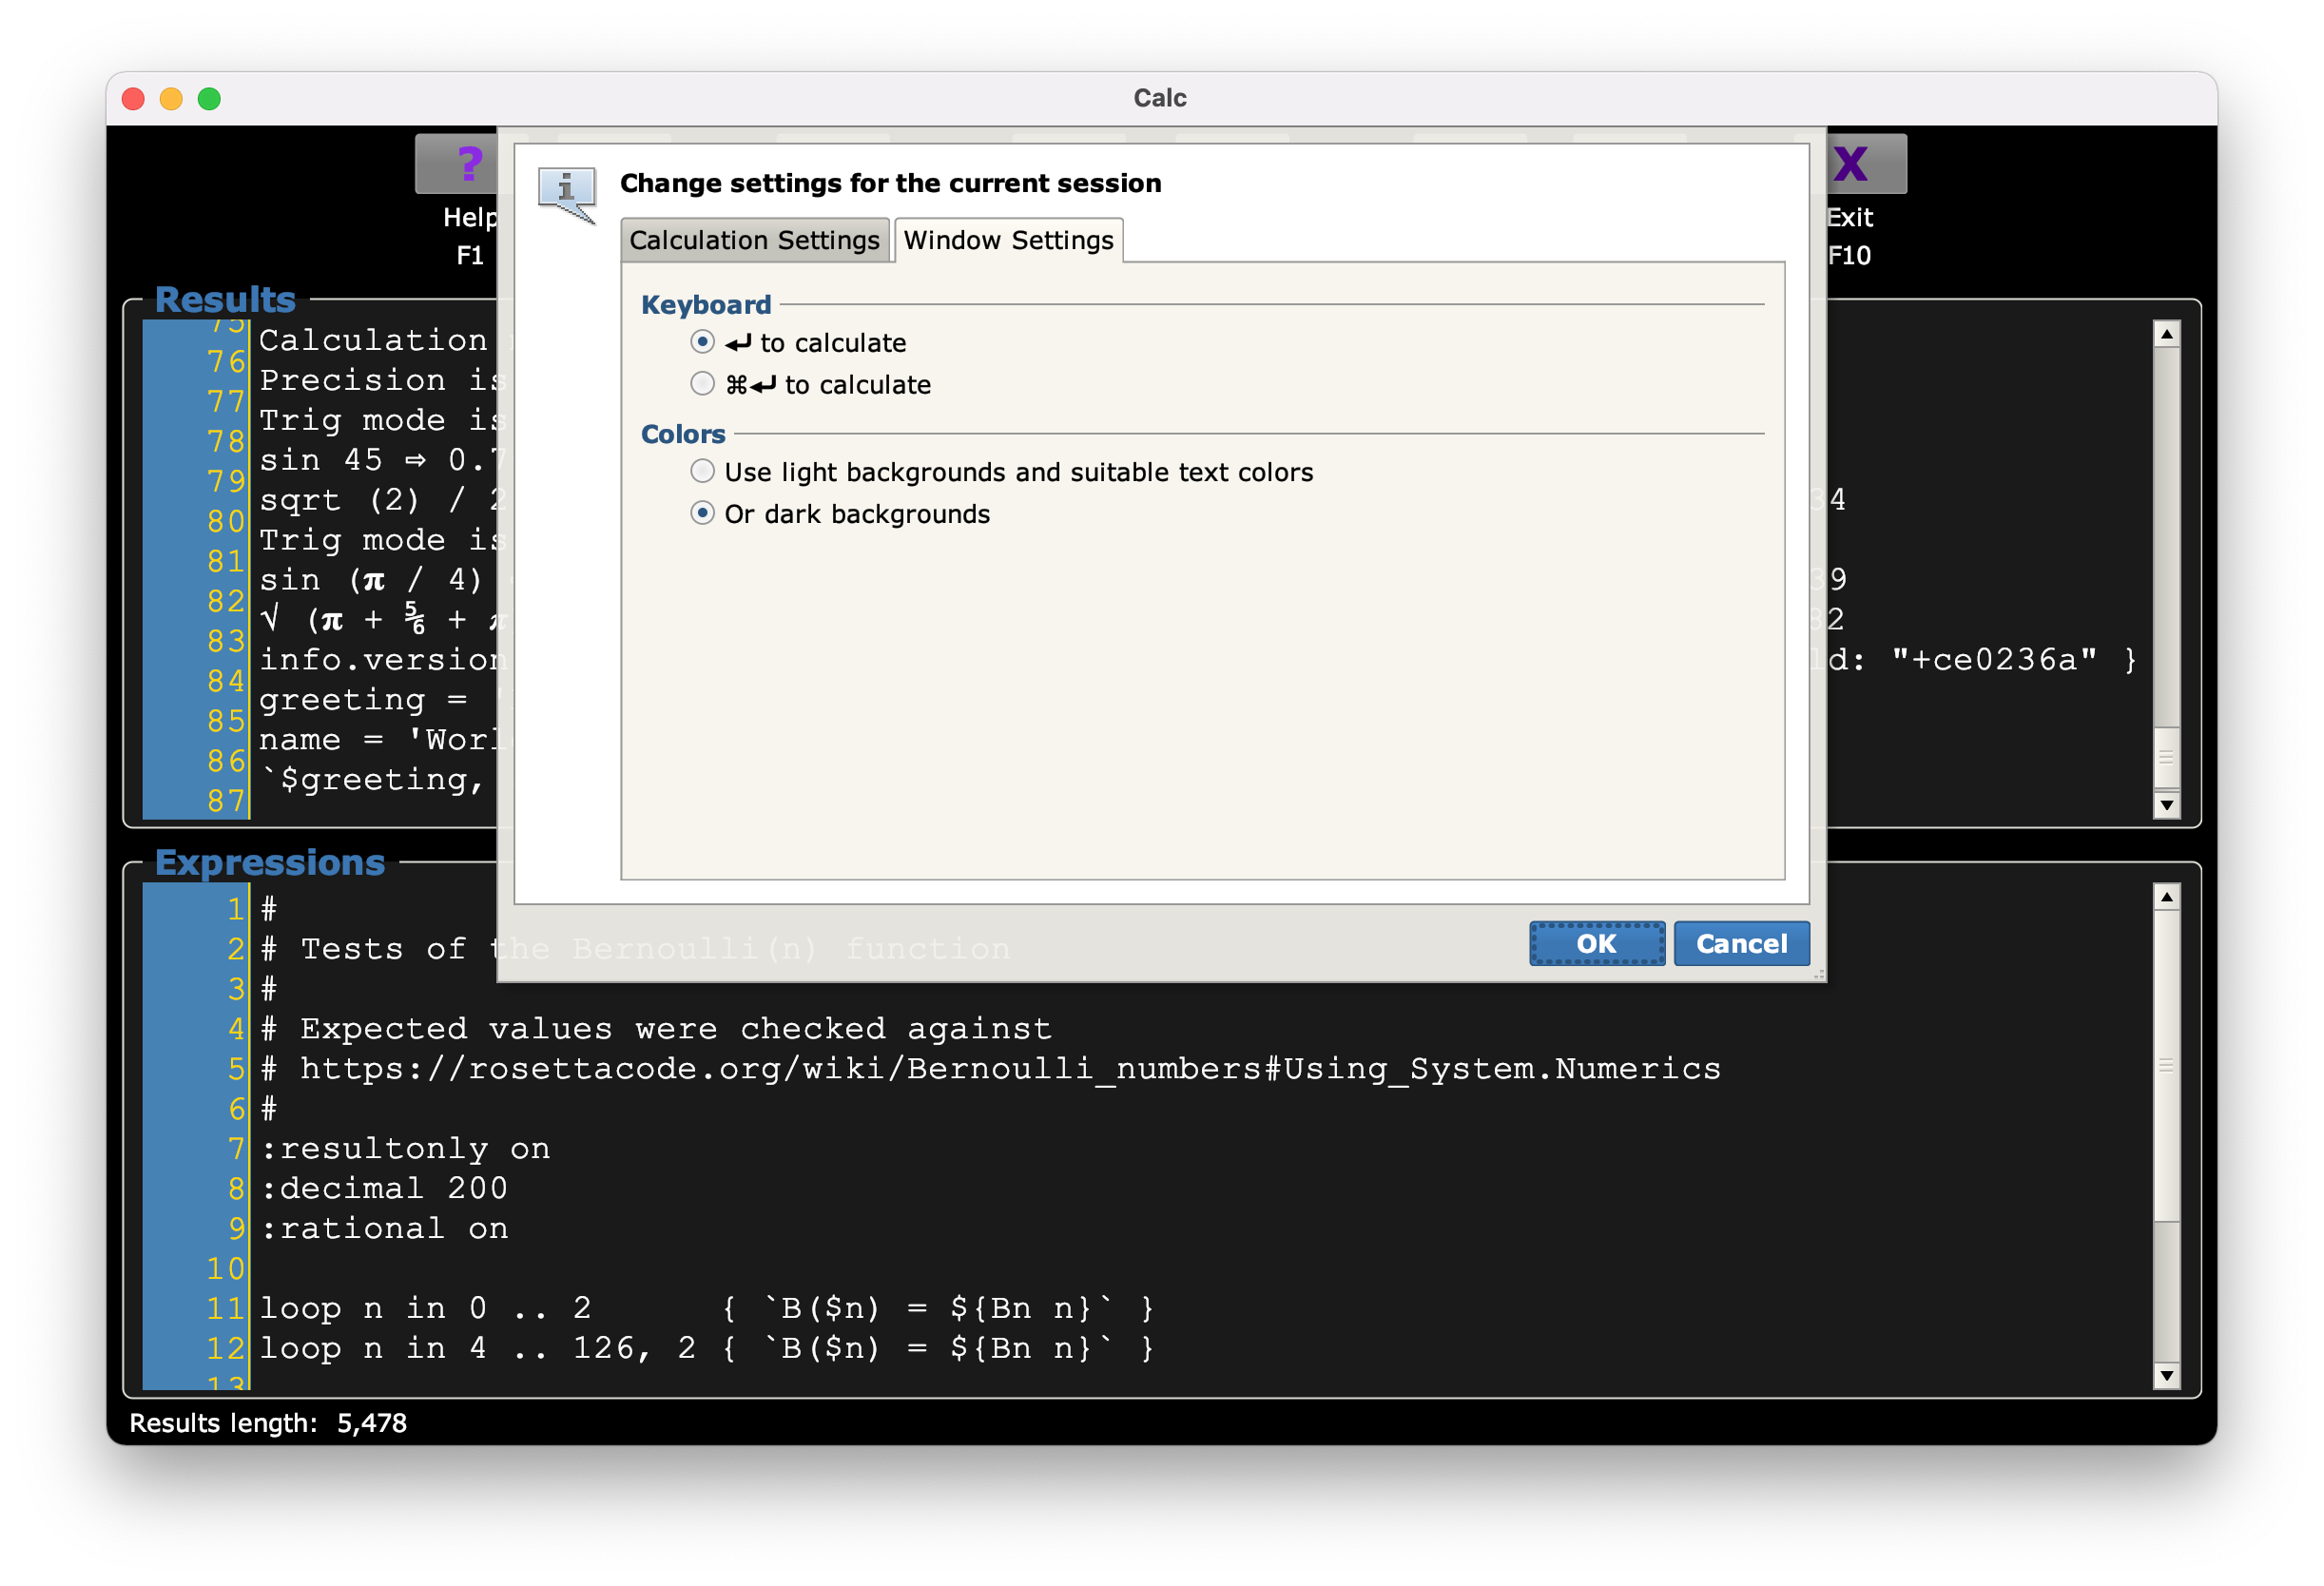 Calc
? X
Help Exit
F1 F10
Change settings for the current session
Calculation Settings Window Settings
Keyboard
↵ to calculate
⌘↵ to calculate
Colors
Use light backgrounds and suitable text colors
Or dark backgrounds
OK Cancel
Results
75
76 Calculation
77 Precision is
78 Trig mode is
79 sin 45 ⇨ 0.7
80 sqrt (2) / 2 34
81 Trig mode is
82 sin (π / 4) 39
83 √ (π + ⅚ + π 82
84 info.version ld: "+ce0236a" }
85 greeting = '
86 name = 'Worl
87 `$greeting,
Expressions
1 #
2 # Tests of the Bernoulli(n) function
3 #
4 # Expected values were checked against
5 # https://rosettacode.org/wiki/Bernoulli_numbers#Using_System.Numerics
6 #
7 :resultonly on
8 :decimal 200
9 :rational on
10
11 loop n in 0 .. 2 { `B($n) = ${Bn n}` }
12 loop n in 4 .. 126, 2 { `B($n) = ${Bn n}` }
13
Results length: 5,478